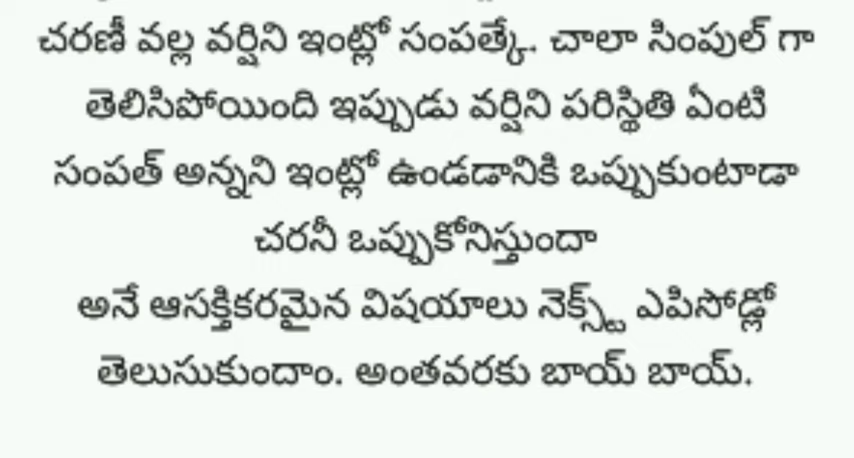 చరణీ వల్ల వర్షిని ఇంట్లో సంపత్కే. చాలా సింపుల్ గా
తెలిసిపోయింది ఇప్పుడు వర్షిని పరిస్థితి ఏంటి
సంపత్ అన్నని ఇంట్లో ఉండడానికి ఒప్పుకుంటాడా
చరనీ ఒప్పుకోనిస్తుందా
అనే ఆసక్తికరమైన విషయాలు నెక్స్ట్ ఎపిసోడ్లో
తెలుసుకుందాం. అంతవరకు బాయ్ బాయ్.